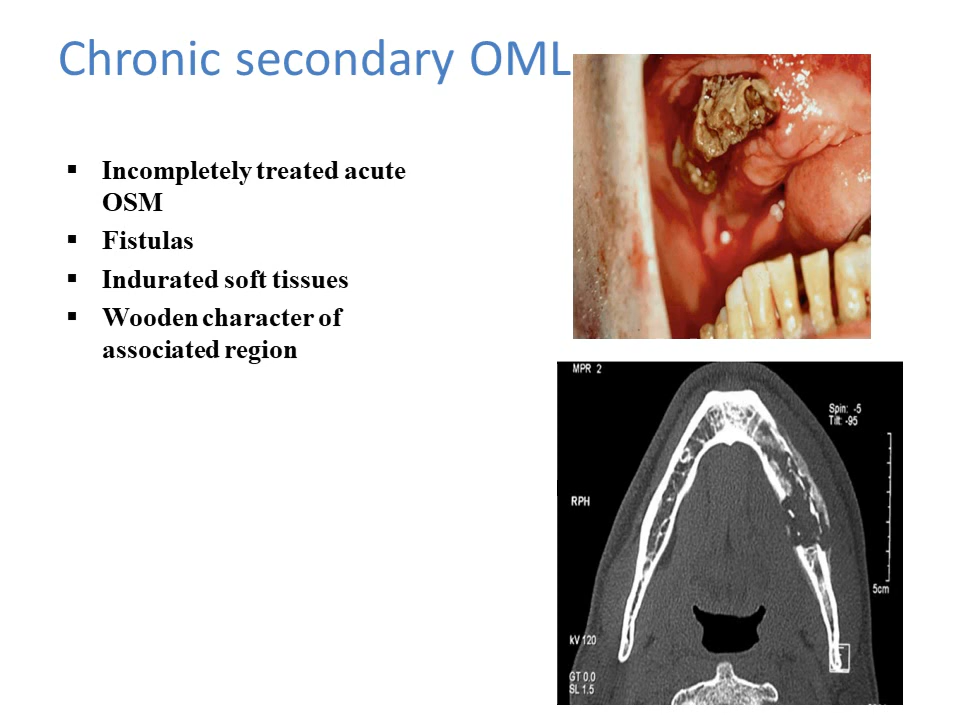 Chronic secondary OML
▪ Incompletely treated acute
OSM
▪ Fistulas
▪ Indurated soft tissues
▪ Wooden character of
associated region
MPR 2
Spin: -5
Tilt: -95
RPH
5cm
kV 120
GT 0.0
SL 1.5